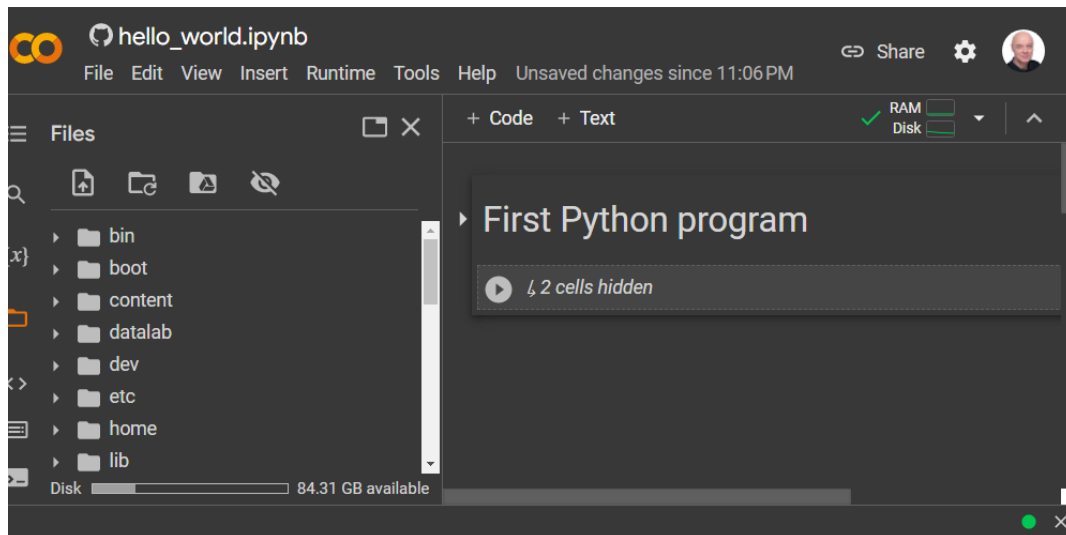 hello_world.ipynb
File Edit View Insert Runtime Tools Help Unsaved changes since 11:06 PM
Share
Files
+ Code + Text
RAM
Disk
{x}
bin
boot
content
datalab
dev
etc
home
lib
Disk 84.31 GB available
First Python program
2 cells hidden